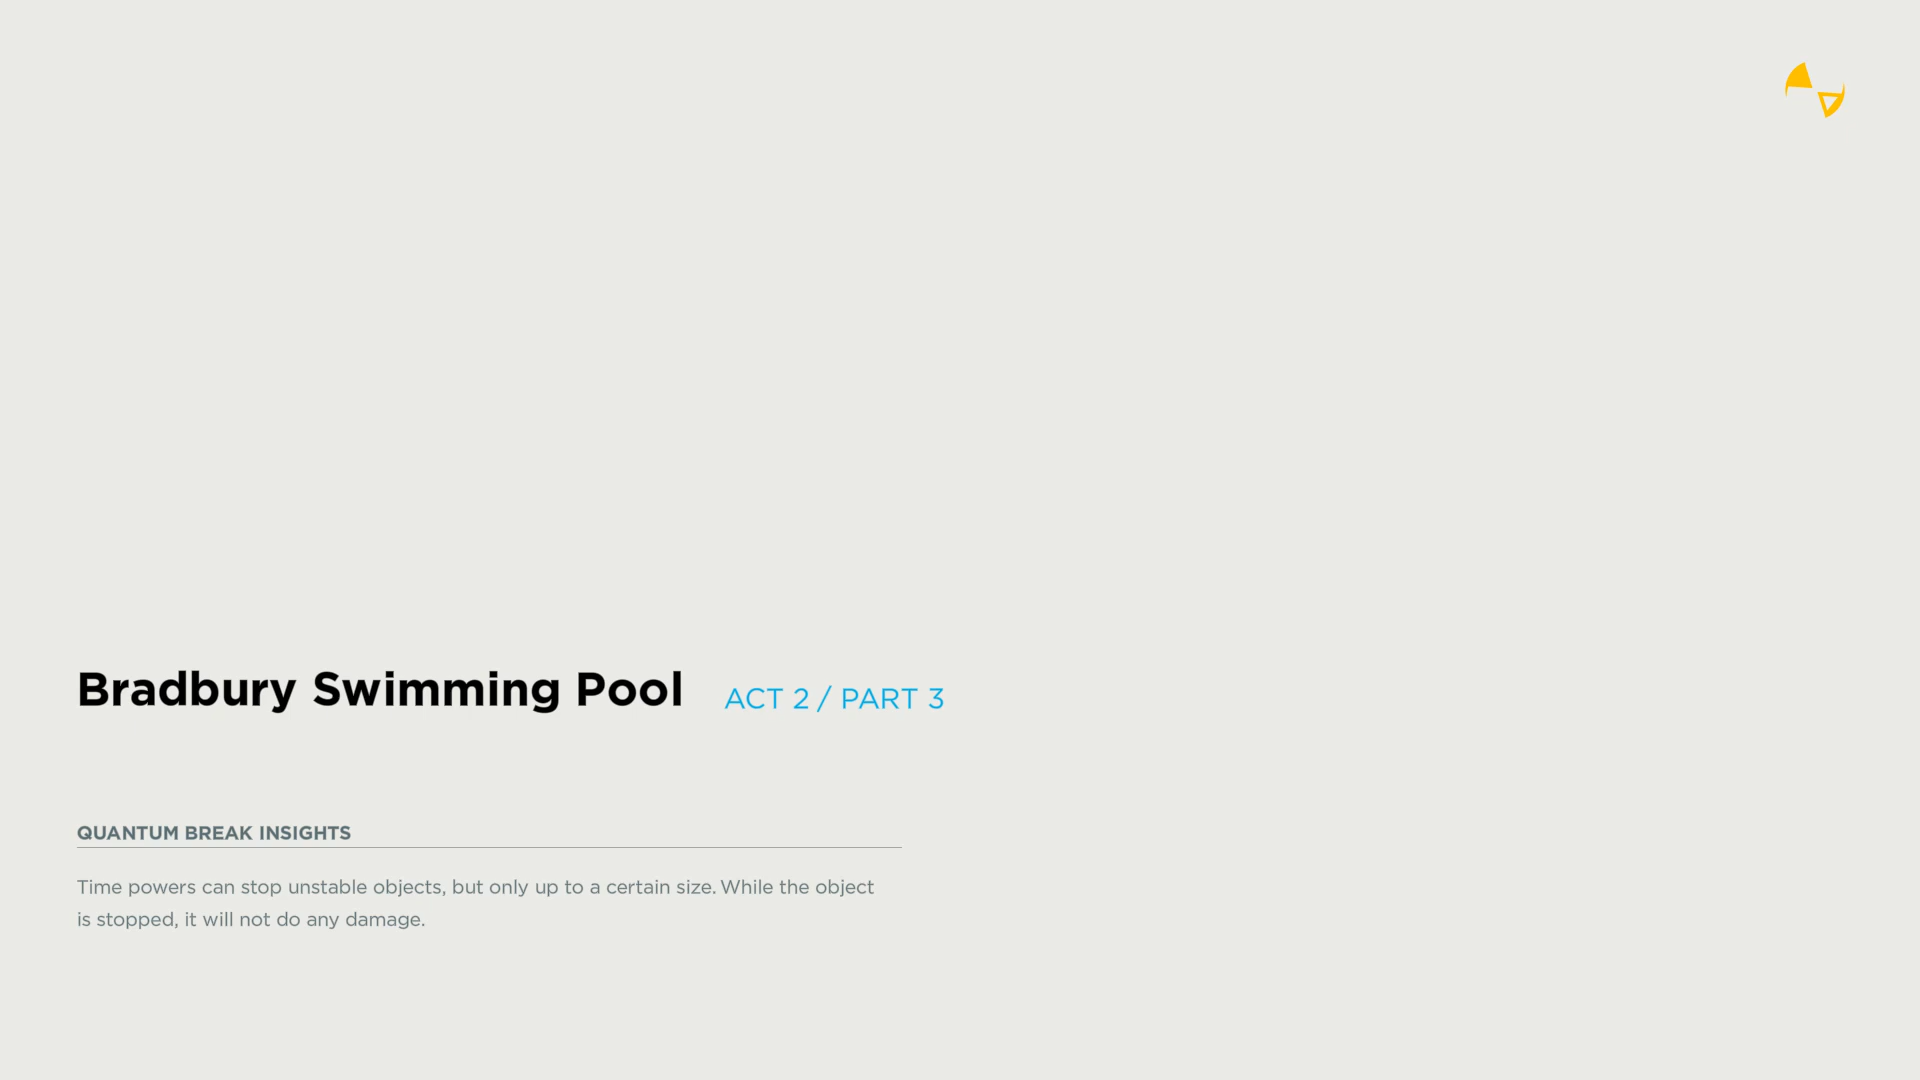 Bradbury Swimming Pool ACT 2 / PART 3
QUANTUM BREAK INSIGHTS
Time powers can stop unstable objects, but only up to a certain size. While the object
is stopped, it will not do any damage.